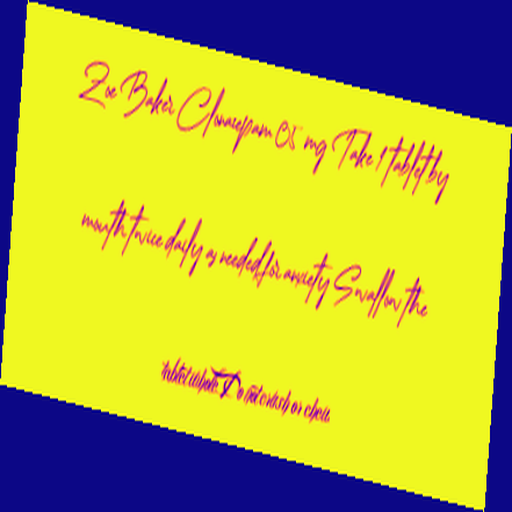 Zoe Baker Clonazepam 0.5 mg Take 1 tablet by
mouth twice daily as needed for anxiety Swallow the
tablet whole. Do not crush or chew